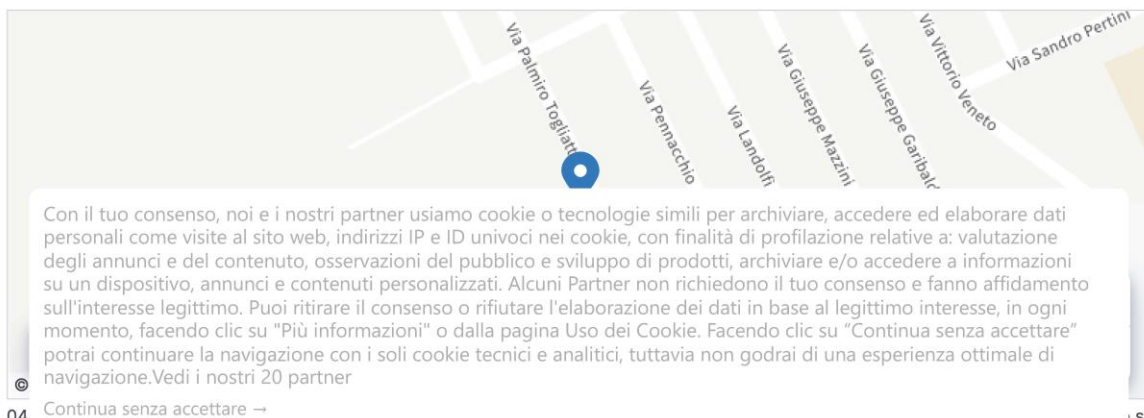 Via Palmiro Togliatt
Via Pennacchio
Via Landolfi
Via Giuseppe Mazzini
Via Giuseppe Garibald
Via Vittorio Veneto
Via Sandro Pertini
Con il tuo consenso, noi e i nostri partner usiamo cookie o tecnologie simili per archiviare, accedere ed elaborare dati
personali come visite al sito web, indirizzi IP e ID univoci nei cookie, con finalità di profilazione relative a: valutazione
degli annunci e del contenuto, osservazioni del pubblico e sviluppo di prodotti, archiviare e/o accedere a informazioni
su un dispositivo, annunci e contenuti personalizzati. Alcuni Partner non richiedono il tuo consenso e fanno affidamento
sull'interesse legittimo. Puoi ritirare il consenso o rifiutare l'elaborazione dei dati in base al legittimo interesse, in ogni
momento, facendo clic su "Più informazioni" o dalla pagina Uso dei Cookie. Facendo clic su “Continua senza accettare”
potrai continuare la navigazione con i soli cookie tecnici e analitici, tuttavia non godrai di una esperienza ottimale di
navigazione.Vedi i nostri 20 partner
©
Continua senza accettare →